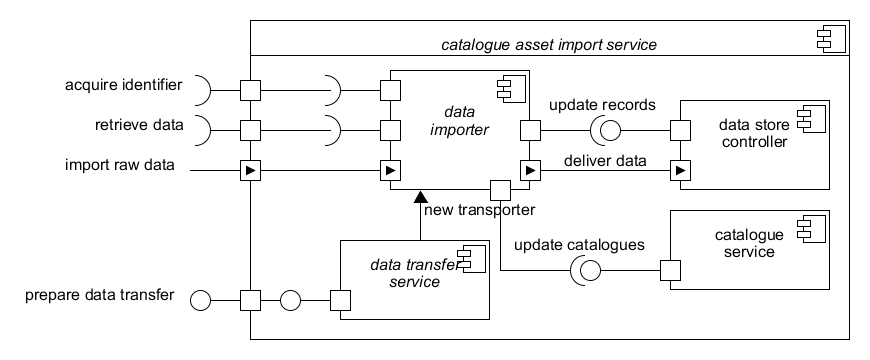 catalogue asset import service
acquire identifier
retrieve data
import raw data
data
importer
update records
data store
controller
deliver data
new transporter
update catalogues
catalogue
service
data transfer
service
prepare data transfer